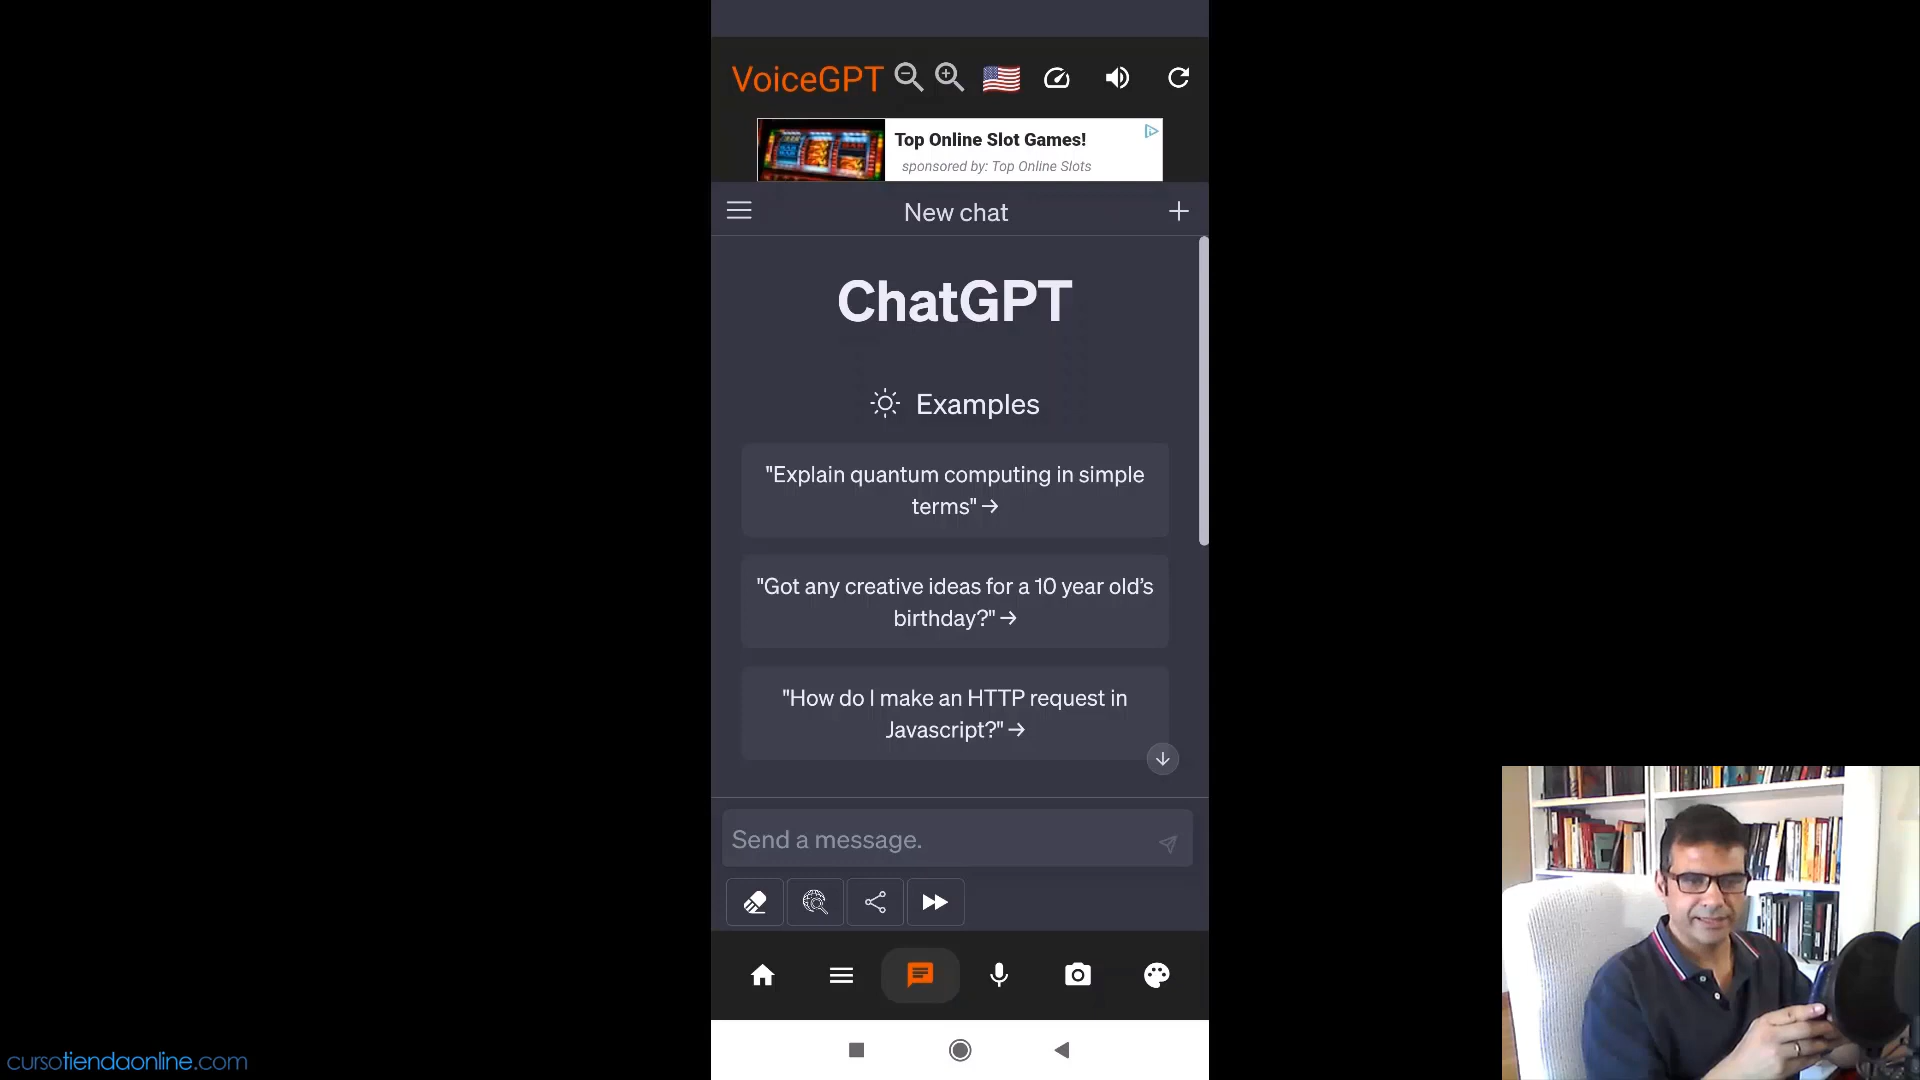 VoiceGPT
Top Online Slot Games!
sponsored by: Top Online Slots
New chat
ChatGPT
Examples
"Explain quantum computing in simple
terms" →
"Got any creative ideas for a 10 year old’s
birthday?" →
"How do I make an HTTP request in
Javascript?" →
Send a message.
cursotiendaonline.com